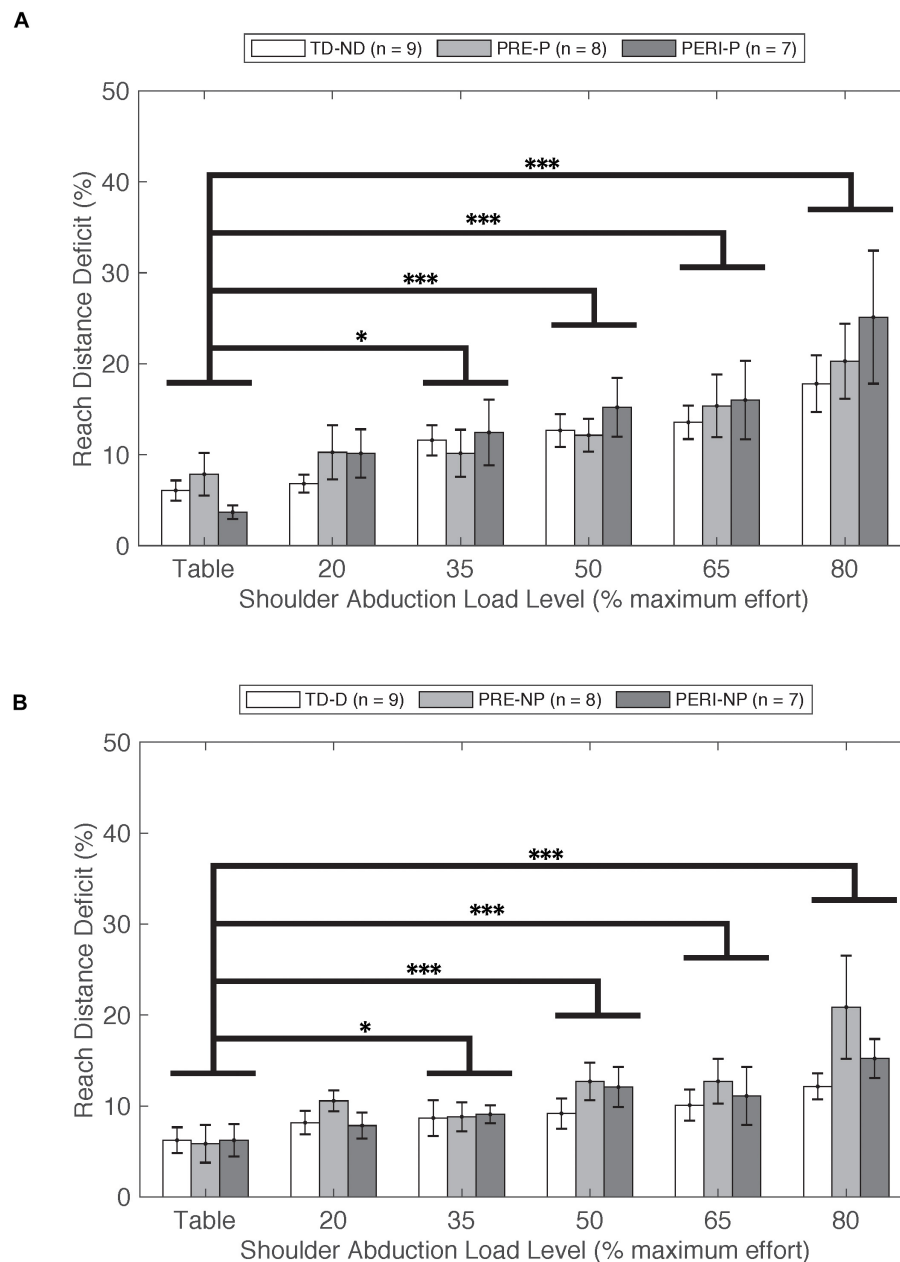 A
TD-ND (n = 9) PRE-P (n = 8) PERI-P (n = 7)
50
40
30
20
10
0
Reach Distance Deficit (%)
***
***
***
*
Table 20 35 50 65 80
Shoulder Abduction Load Level (% maximum effort)
B
TD-D (n = 9) PRE-NP (n = 8) PERI-NP (n = 7)
50
40
30
20
10
0
Reach Distance Deficit (%)
***
***
***
*
Table 20 35 50 65 80
Shoulder Abduction Load Level (% maximum effort)